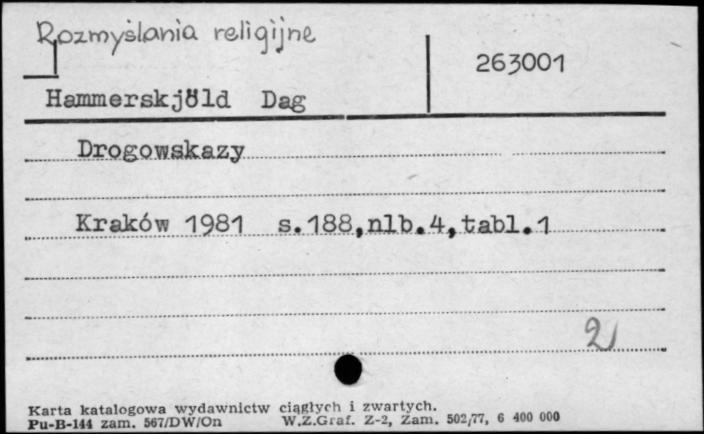 Rozmyślania religijne
263001
Hammerskjöld Dag
Drogowskazy
Kraków 1981 s.188,nlb.4,tabl.1
2
Karta katalogowa wydawnictw ciągłych i zwartych.
Pu-B-144 zam. 567/DW/On W.Z.Graf. Z-2, Zam. 502/77, 6 400 000